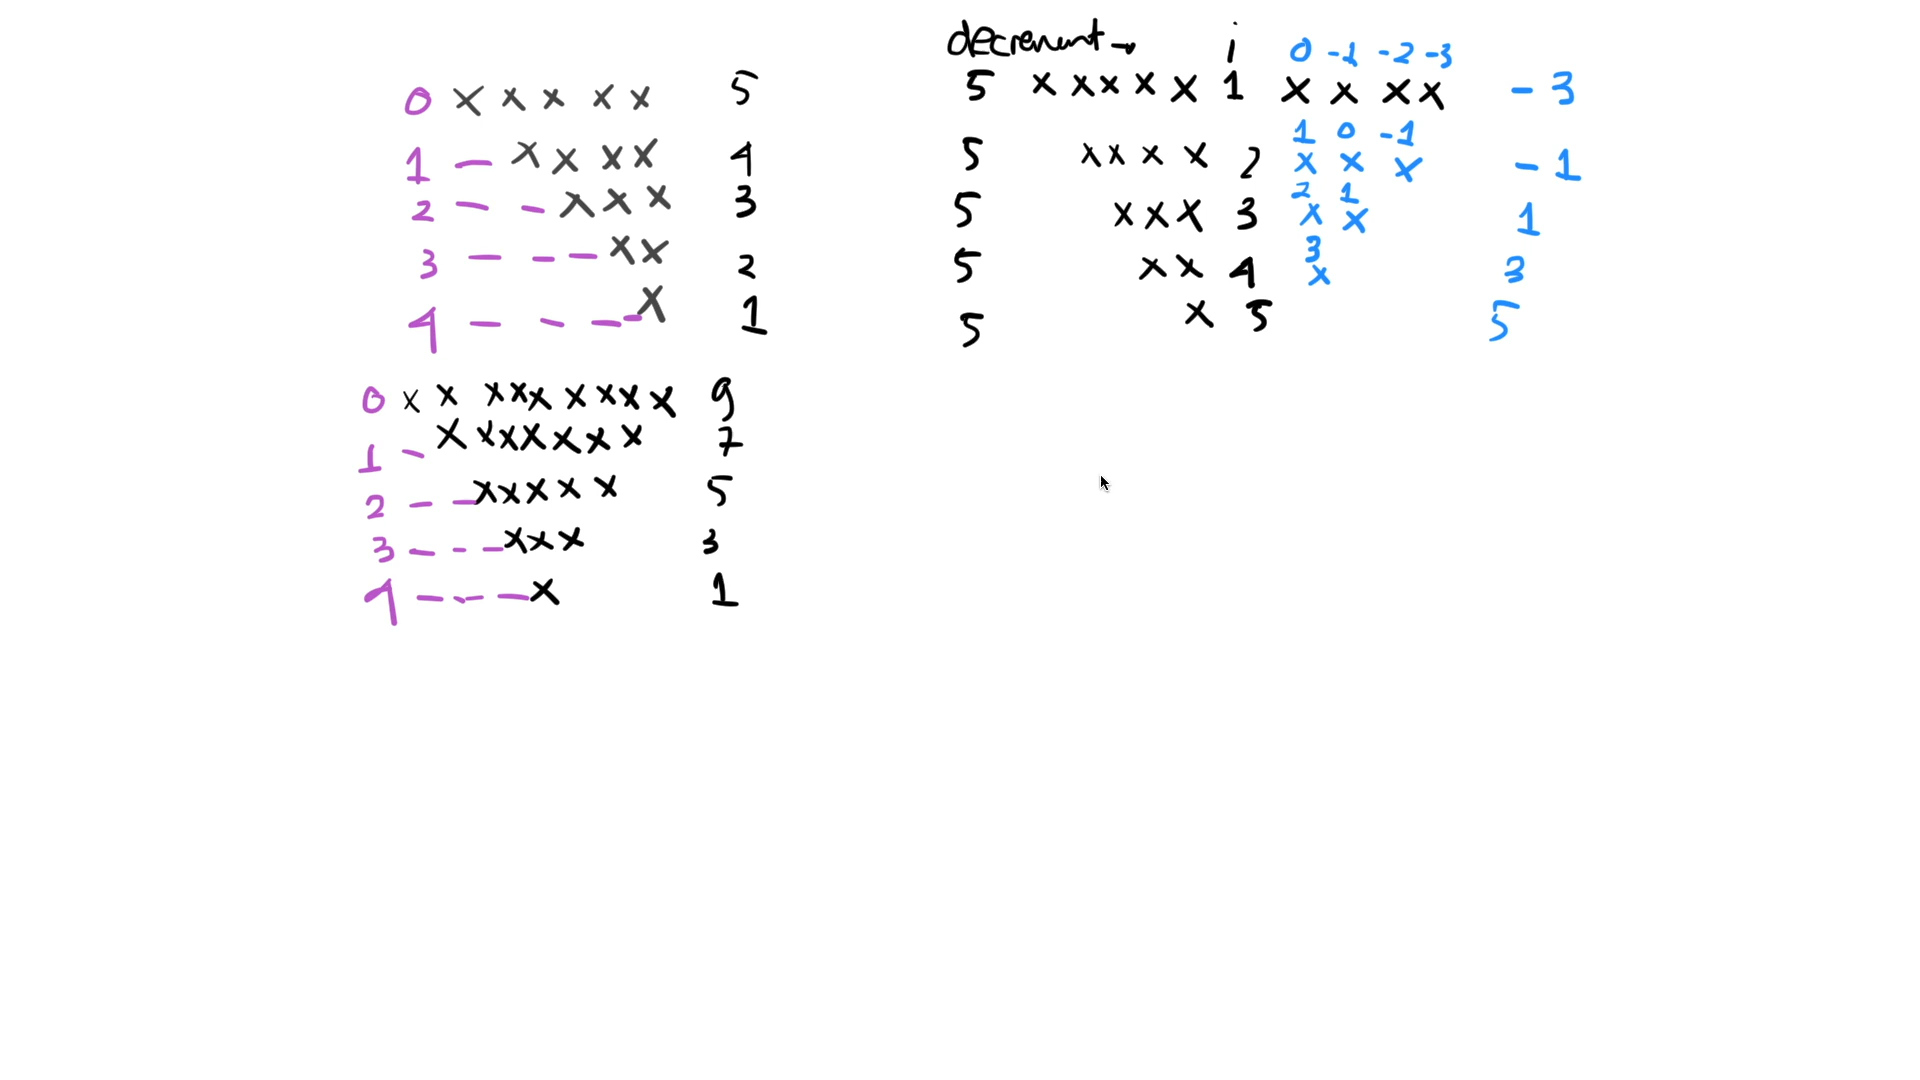 0 x x x x x 5
1 - x x x x 4
2 - - x x x 3
3 - - - x x 2
4 - - - - x 1
0 x x x x x x x x x 9
1 - x x x x x x x 7
2 - - x x x x x 5
3 - - - x x x 3
4 - - - - x 1
decrement → i 0 -1 -2 -3
5 x x x x x 1 x x x x -3
1 0 -1
5 x x x x 2 x x x -1
2 1
5 x x x 3 x x 1
3
5 x x 4 x 3
5 x 5 5